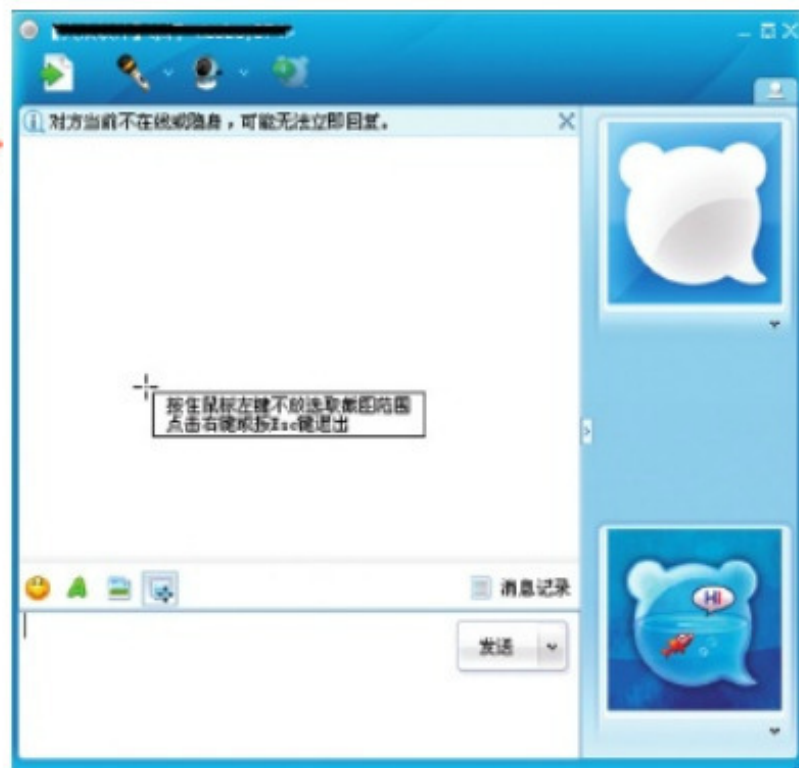 对方当前不在线或隐身，可能无法立即回复。
按住鼠标左键不放选取截图范围
点击右键或按Esc键退出
消息记录
发送
HI